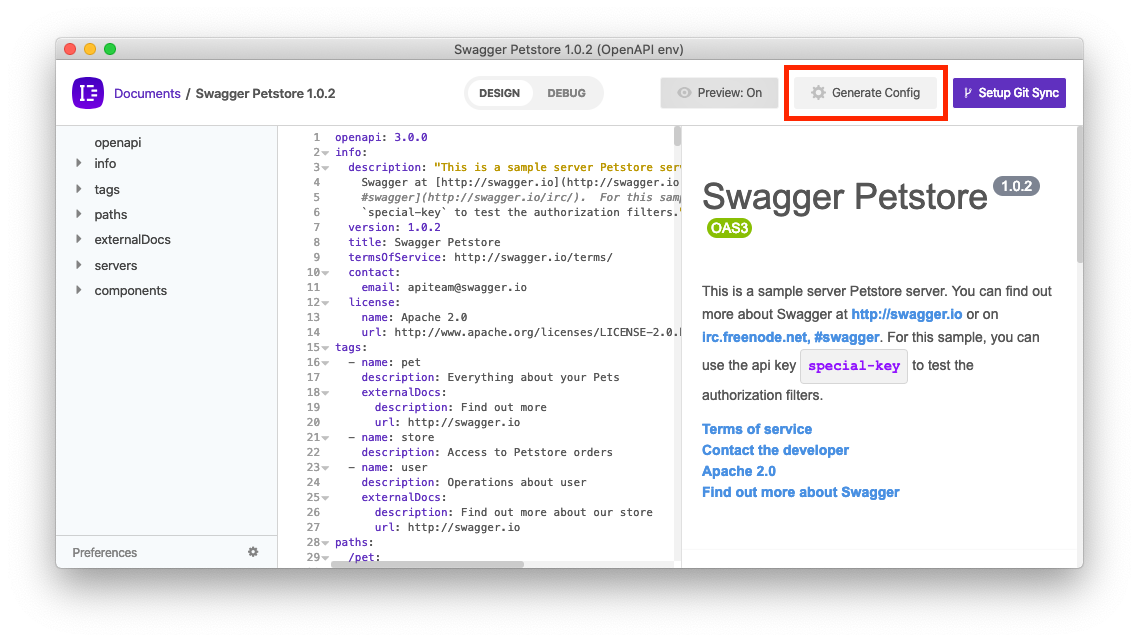 Swagger Petstore 1.0.2 (OpenAPI env)
Documents / Swagger Petstore 1.0.2
DESIGN
DEBUG
Preview: On
Generate Config
Setup Git Sync
openapi
info
tags
paths
externalDocs
servers
components
Preferences
1 openapi: 3.0.0
2 info:
3 description: "This is a sample server Petstore serv
4 Swagger at [http://swagger.io](http://swagger.io
5 #swagger](http://swagger.io/irc/).  For this sam
6 `special-key` to test the authorization filters."
7 version: 1.0.2
8 title: Swagger Petstore
9 termsOfService: http://swagger.io/terms/
10 contact:
11 email: apiteam@swagger.io
12 license:
13 name: Apache 2.0
14 url: http://www.apache.org/licenses/LICENSE-2.0.h
15 tags:
16 - name: pet
17 description: Everything about your Pets
18 externalDocs:
19 description: Find out more
20 url: http://swagger.io
21 - name: store
22 description: Access to Petstore orders
23 - name: user
24 description: Operations about user
25 externalDocs:
26 description: Find out more about our store
27 url: http://swagger.io
28 paths:
29 /pet:
Swagger Petstore 1.0.2
OAS3
This is a sample server Petstore server. You can find out
more about Swagger at http://swagger.io or on
irc.freenode.net, #swagger. For this sample, you can
use the api key special-key to test the
authorization filters.
Terms of service
Contact the developer
Apache 2.0
Find out more about Swagger